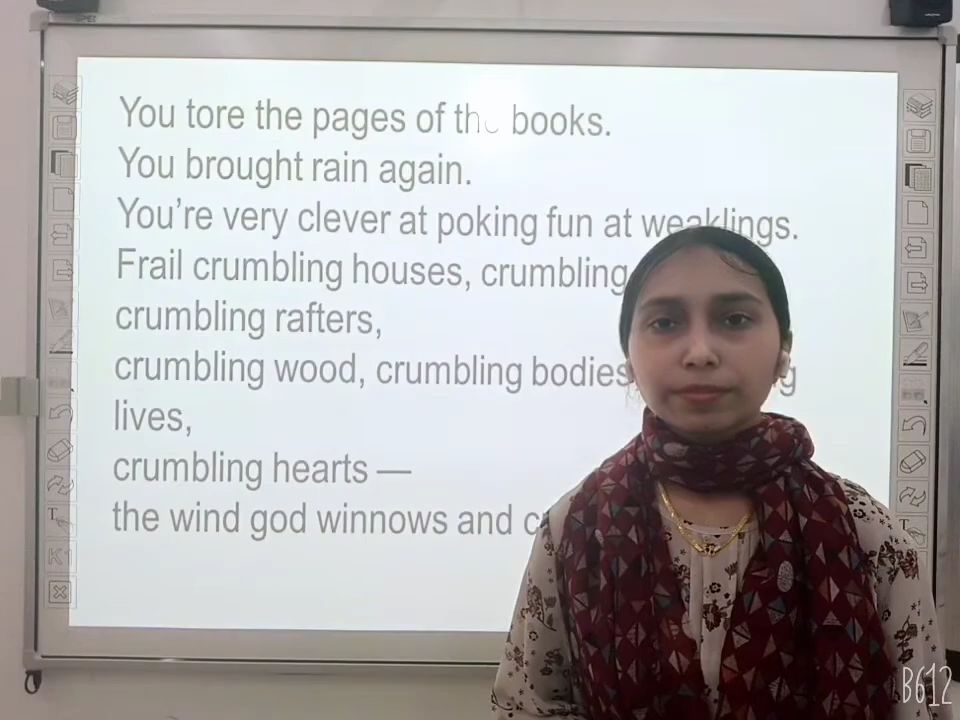 You tore the pages of the books.
You brought rain again.
You're very clever at poking fun at weaklings.
Frail crumbling houses, crumbling
crumbling rafters,
crumbling wood, crumbling bodies
lives,
crumbling hearts —
the wind god winnows and
B612